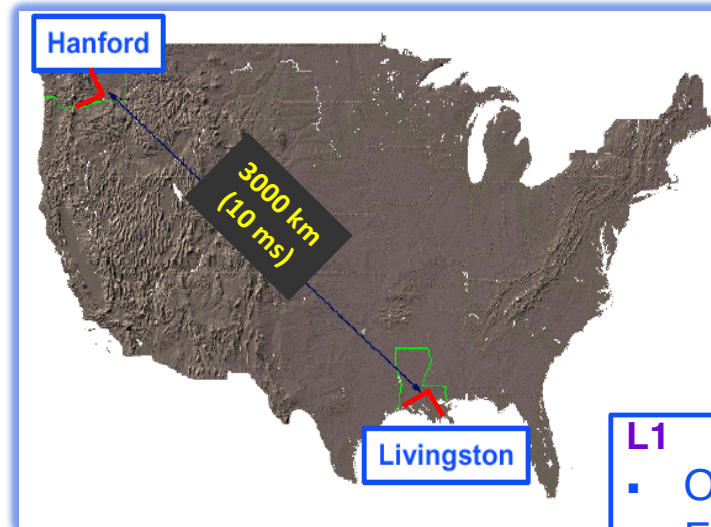 Hanford
3000 km
(10 ms)
Livingston
L1
▪ O